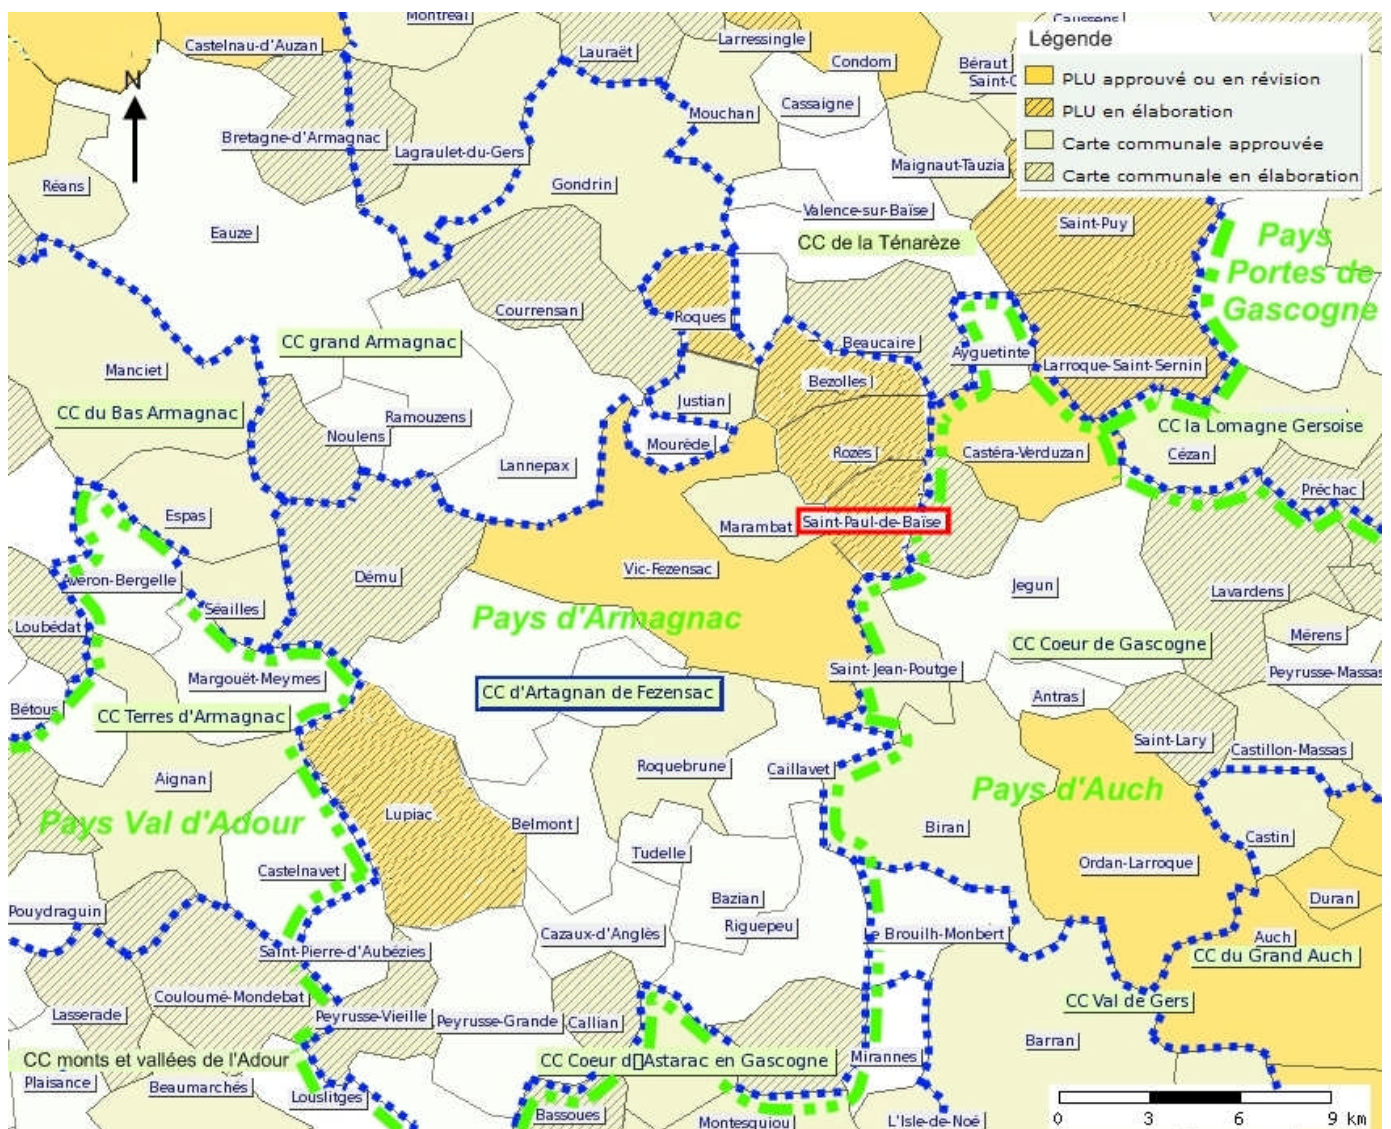 Montréal
Castelnau-d'Auzan
Lauraët
Larressingle
Caussens
Condom
Béraut
Légende
PLU approuvé ou en révision
PLU en élaboration
Carte communale approuvée
Carte communale en élaboration
N
Cassaigne
Mouchan
Bretagne-d'Armagnac
Lagraulet-du-Gers
Maignaut-Tauzia
Réans
Gondrin
Valence-sur-Baïse
Saint-Puy
Eauze
CC de la Ténarèze
Pays
Portes de
Gascogne
Courrensan
Roques
CC grand Armagnac
Beaucaire
Ayguetinte
Larroque-Saint-Sernin
Manciet
Bezolles
Justian
CC du Bas Armagnac
Ramouzens
Noulens
Mourède
CC la Lomagne Gersoise
Rozès
Castéra-Verduzan
Cézan
Lannepax
Préchac
Espas
Marambat
Saint-Paul-de-Baïse
Averon-Bergelle
Dému
Vic-Fezensac
Jegun
Lavardens
Séailles
Loubédat
Pays d'Armagnac
Mérens
CC Coeur de Gascogne
Margouët-Meymes
Saint-Jean-Poutge
Peyrusse-Massas
CC d'Artagnan de Fezensac
Antras
Bétous
CC Terres d'Armagnac
Saint-Lary
Castillon-Massas
Aignan
Roquebrune
Caillavet
Pays d'Auch
Pays Val d'Adour
Lupiac
Belmont
Biran
Castin
Tudelle
Ordan-Larroque
Castelnavet
Bazian
Duran
Pouydraguin
Riguepeu
Cazaux-d'Anglès
Le Brouilh-Monbert
Auch
Saint-Pierre-d'Aubézies
CC du Grand Auch
Couloumé-Mondebat
CC Val de Gers
Lasserade
Peyrusse-Vieille
Peyrusse-Grande
Callian
Barran
CC monts et vallées de l'Adour
CC Coeur d▯Astarac en Gascogne
Mirannes
Plaisance
Beaumarchés
Louslitges
Bassoues
Montesquiou
L'Isle-de-Noé
0 3 6 9 km